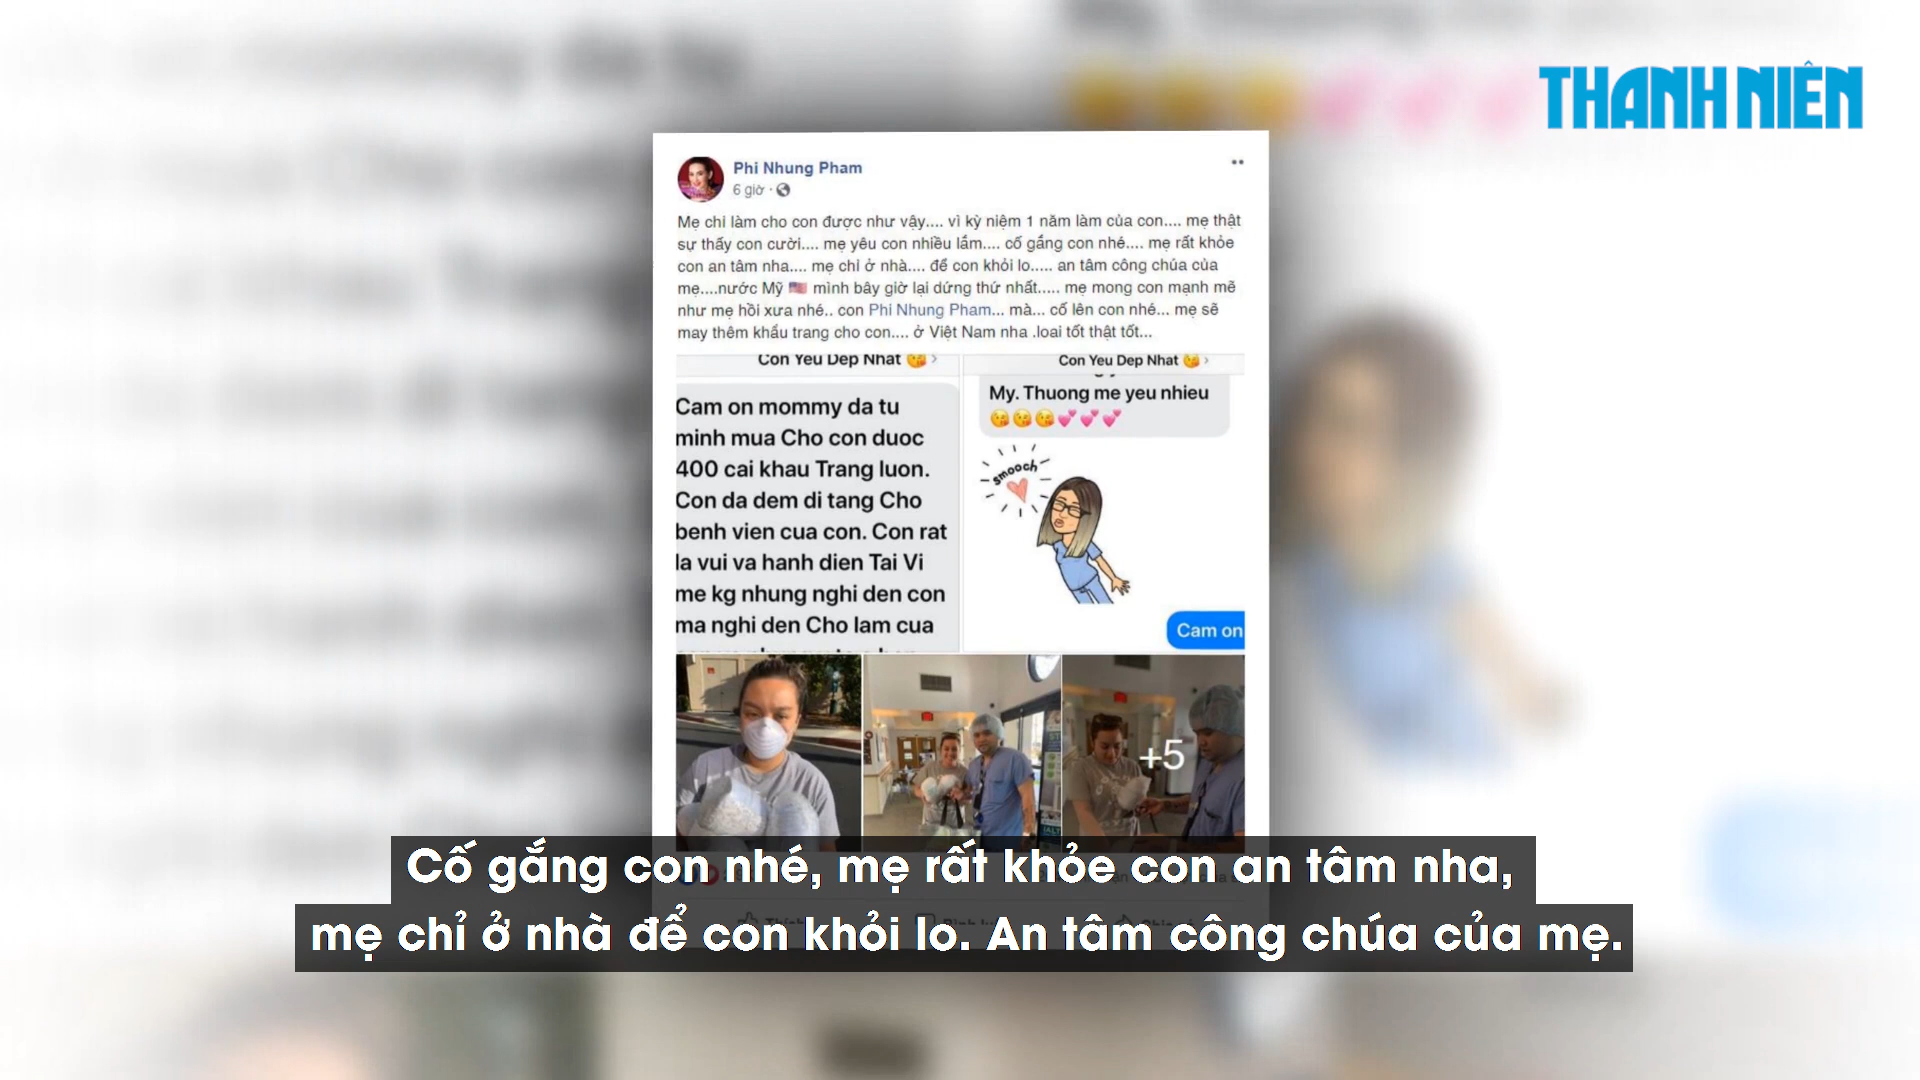 THANH NIÊN
Phi Nhung Pham
6 giờ
Mẹ chỉ làm cho con được như vậy.... vì kỷ niệm 1 năm làm của con.... mẹ thật
sự thấy con cười.... mẹ yêu con nhiều lắm.... cố gắng con nhé.... mẹ rất khỏe
con an tâm nha.... mẹ chỉ ở nhà.... để con khỏi lo..... an tâm công chúa của
mẹ....nước Mỹ 🇺🇸 mình bây giờ lại dứng thứ nhất..... mẹ mong con mạnh mẽ
như mẹ hồi xưa nhé.. con Phi Nhung Pham... mà... cố lên con nhé... mẹ sẽ
may thêm khẩu trang cho con.... ở Việt Nam nha .loai tốt thật tốt...
Con Yeu Dep Nhat 😘 >
Cam on mommy da tu
minh mua Cho con duoc
400 cai khau Trang luon.
Con da dem di tang Cho
benh vien cua con. Con rat
la vui va hanh dien Tai Vi
me kg nhung nghi den con
ma nghi den Cho lam cua
Con Yeu Dep Nhat 😘 >
My. Thuong me yeu nhieu
😘😘😘💕💕💕
smooch
Cam on
+5
Cố gắng con nhé, mẹ rất khỏe con an tâm nha,
mẹ chỉ ở nhà để con khỏi lo. An tâm công chúa của mẹ.